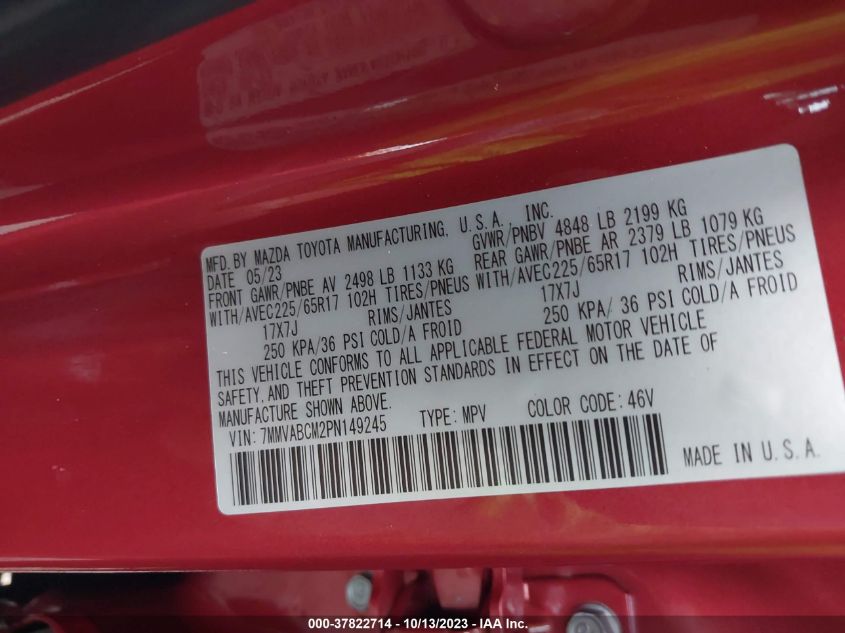 MFD. BY MAZDA TOYOTA MANUFACTURING, U.S.A., INC.
DATE 05/23 GVWR/PNBV 4848 LB 2199 KG
FRONT GAWR/PNBE AV 2498 LB 1133 KG REAR GAWR/PNBE AR 2379 LB 1079 KG
WITH/AVEC225/65R17 102H TIRES/PNEUS WITH/AVEC225/65R17 102H TIRES/PNEUS
17X7J RIMS/JANTES 17X7J RIMS/JANTES
250 KPA/36 PSI COLD/A FROID 250 KPA/ 36 PSI COLD/A FROID
THIS VEHICLE CONFORMS TO ALL APPLICABLE FEDERAL MOTOR VEHICLE
SAFETY, AND THEFT PREVENTION STANDARDS IN EFFECT ON THE DATE OF
MANUFACTURE SHOWN ABOVE.
VIN: 7MMVABCM2PN149245 TYPE: MPV COLOR CODE: 46V
MADE IN U.S.A.
000-37822714 - 10/13/2023 - IAA Inc.